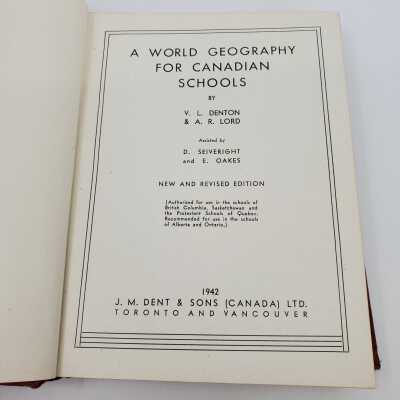 A WORLD GEOGRAPHY
FOR CANADIAN
SCHOOLS
BY
V. L. DENTON
& A. R. LORD
Assisted by
D. SEIVERIGHT
and E. OAKES
NEW AND REVISED EDITION
(Authorized for use in the schools of
British Columbia, Saskatchewan and
the Protestant Schools of Quebec.
Recommended for use in the schools
of Alberta and Ontario.)
1942
J. M. DENT & SONS (CANADA) LTD.
TORONTO AND VANCOUVER